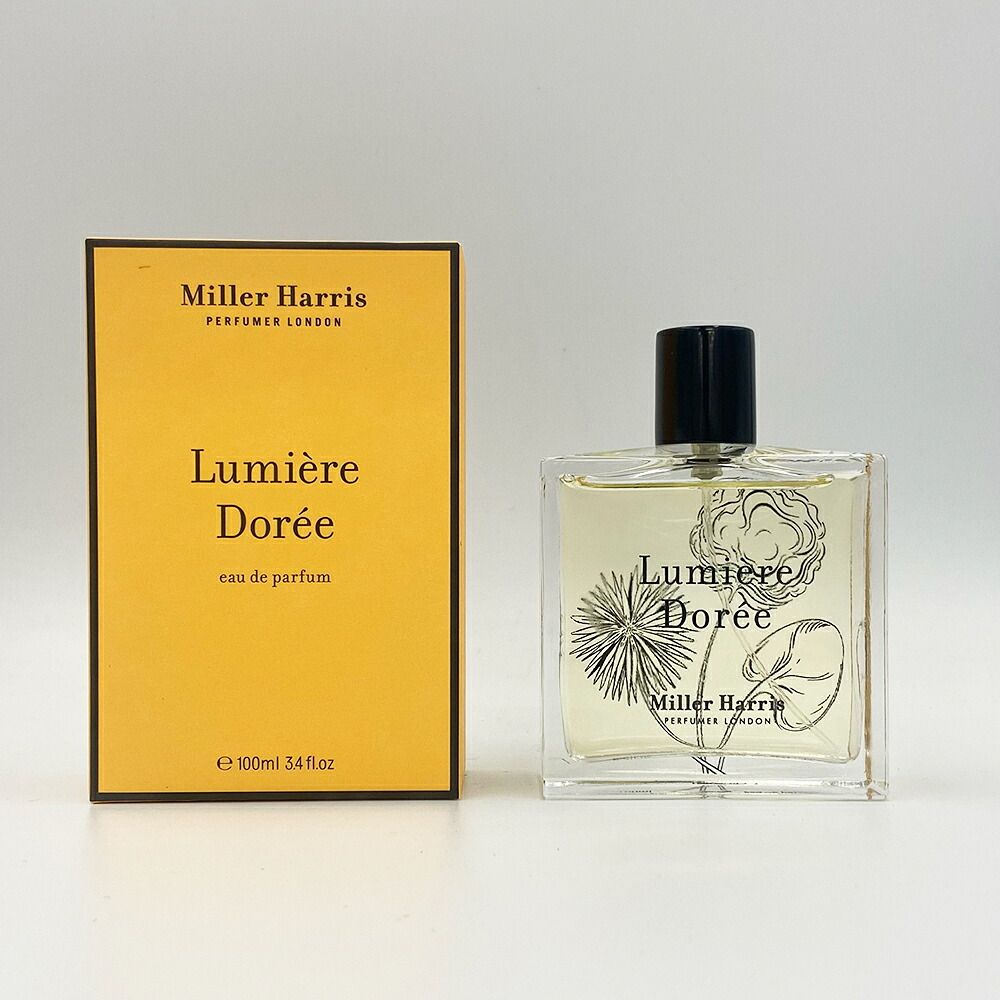 Miller Harris
PERFUMER LONDON
Lumière
Dorée
eau de parfum
℮ 100ml 3.4 fl.oz
Lumière
Dorée
Miller Harris
PERFUMER LONDON